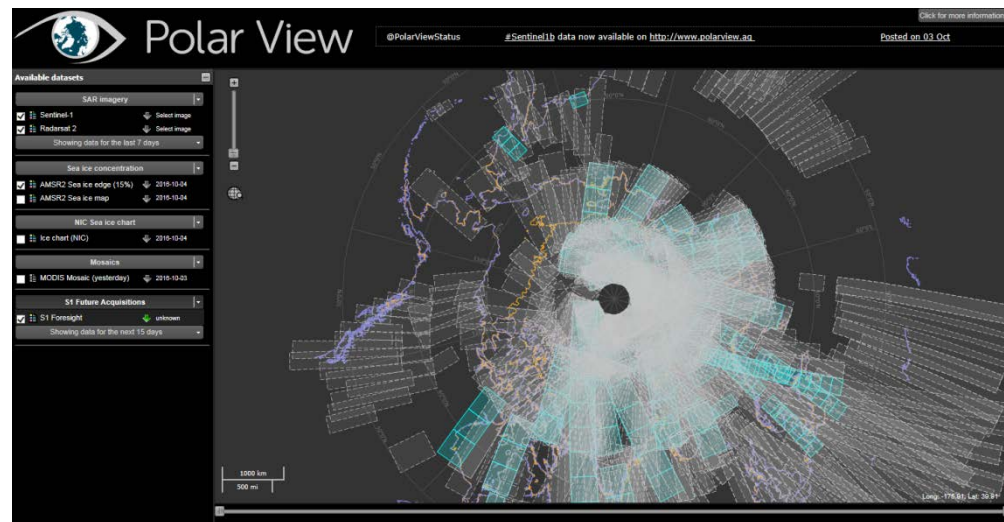 Click for more information
Polar View
@PolarViewStatus
#Sentinel1b data now available on http://www.polarview.aq
Posted on 03 Oct
Available datasets
SAR imagery
Sentinel-1 Select image
Radarsat 2 Select image
Showing data for the last 7 days
Sea ice concentration
AMSR2 Sea ice edge (15%) 2016-10-04
AMSR2 Sea ice map 2016-10-04
NIC Sea ice chart
Ice chart (NIC) 2016-10-04
Mosaics
MODIS Mosaic (yesterday) 2016-10-03
S1 Future Acquisitions
S1 Foresight unknown
Showing data for the next 15 days
1000 km
500 mi